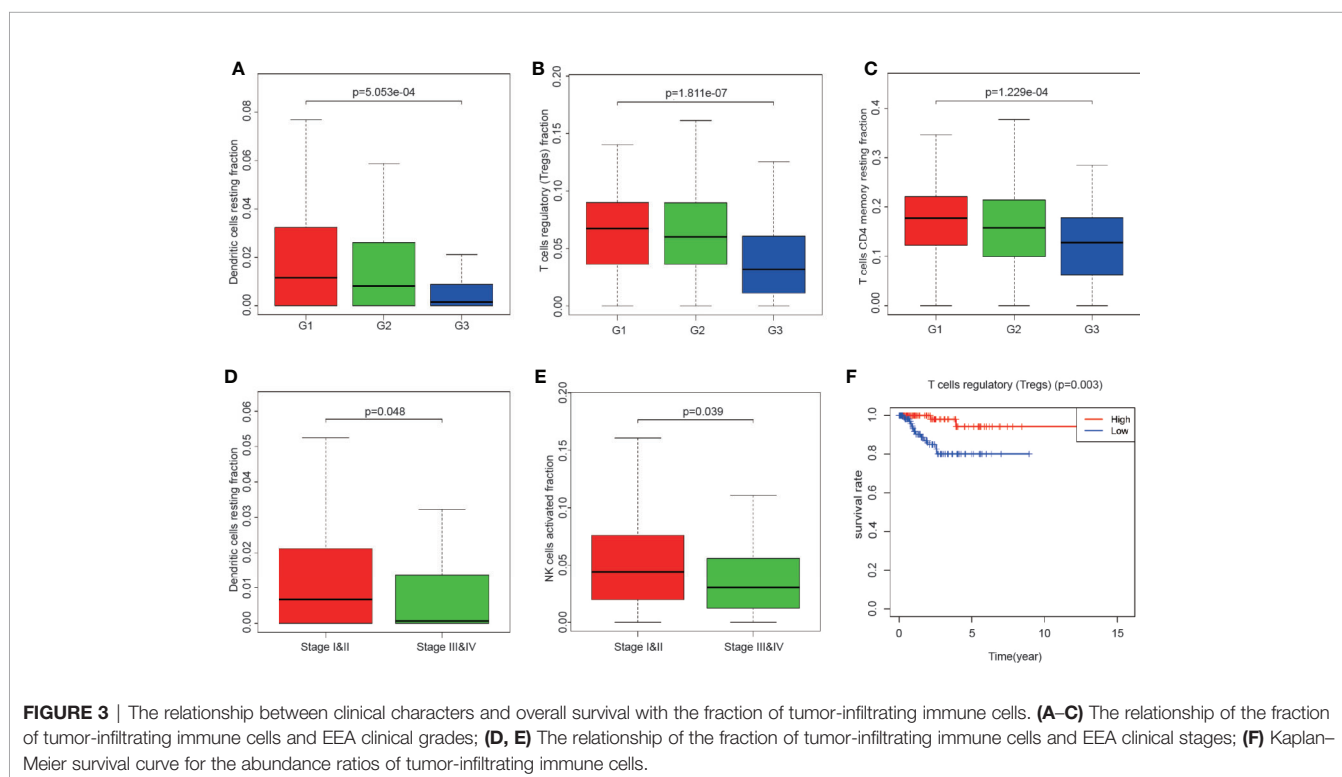 A
p=5.053e-04
Dendritic cells resting fraction
0.00 0.02 0.04 0.06 0.08
G1 G2 G3
B
p=1.811e-07
T cells regulatory (Tregs) fraction
0.00 0.05 0.10 0.15 0.20
G1 G2 G3
C
p=1.229e-04
T cells CD4 memory resting fraction
0.0 0.1 0.2 0.3 0.4
G1 G2 G3
D
p=0.048
Dendritic cells resting fraction
0.00 0.01 0.02 0.03 0.04 0.05 0.06
Stage I&II Stage III&IV
E
p=0.039
NK cells activated fraction
0.00 0.05 0.10 0.15 0.20
Stage I&II Stage III&IV
F
T cells regulatory (Tregs) (p=0.003)
High
Low
survival rate
0.0 0.2 0.4 0.6 0.8 1.0
0 5 10 15
Time(year)
FIGURE 3 | The relationship between clinical characters and overall survival with the fraction of tumor-infiltrating immune cells. (A–C) The relationship of the fraction
of tumor-infiltrating immune cells and EEA clinical grades; (D, E) The relationship of the fraction of tumor-infiltrating immune cells and EEA clinical stages; (F) Kaplan–
Meier survival curve for the abundance ratios of tumor-infiltrating immune cells.